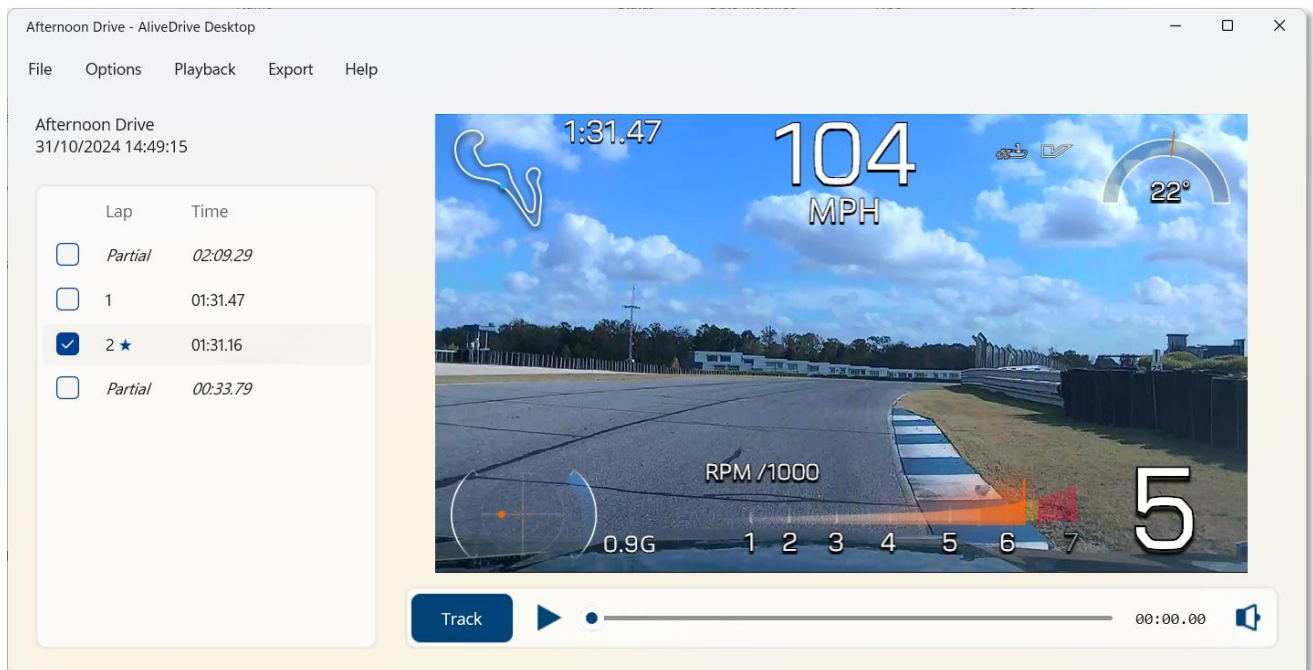 Afternoon Drive - AliveDrive Desktop
File Options Playback Export Help
Afternoon Drive
31/10/2024 14:49:15
Lap Time
Partial 02:09.29
1 01:31.47
2 ★ 01:31.16
Partial 00:33.79
1:31.47
104
MPH
22°
RPM /1000
0.9G
1 2 3 4 5 6 7
5
Track
00:00.00